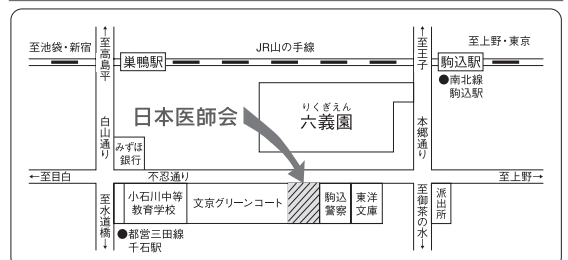 至池袋・新宿
←至高島平
巣鴨駅
JR山の手線
←至王子
至上野・東京
駒込駅
●南北線
駒込駅
日本医師会
りくぎえん
六義園
白山通り
みずほ
銀行
本郷通り
←至目白
不忍通り
至上野→
至水道橋→
小石川中等
教育学校
文京グリーンコート
駒込
警察
東洋
文庫
至御茶の水→
派出所
●都営三田線
千石駅